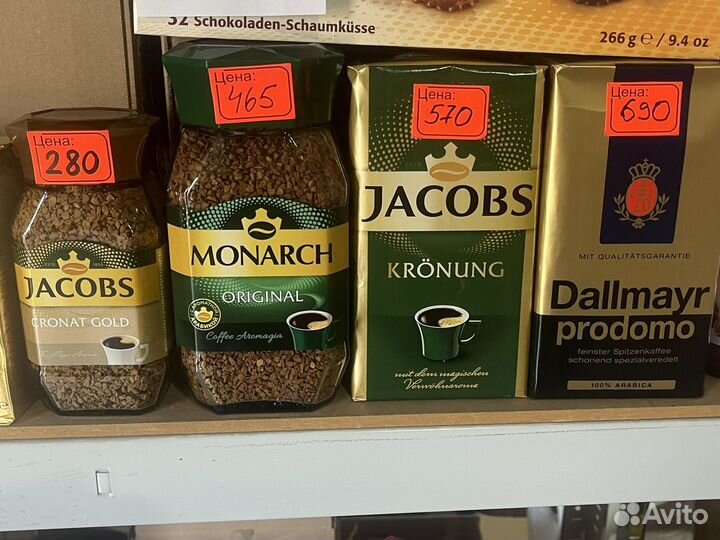 32 Schokoladen-Schaumküsse
266 g e / 9.4 oz
Цена:
280
JACOBS
CRONAT GOLD
Цена:
465
MONARCH
ORIGINAL
С АРОМАТНОЙ
АРАБИКОЙ
Coffee Aromagia
Цена:
570
JACOBS
KRÖNUNG
mit dem magischen
Verwöhnaroma
Цена:
690
MIT QUALITÄTSGARANTIE
Dallmayr
prodomo
feinster Spitzenkaffee
schonend spezialveredelt
100% ARABICA
Avito